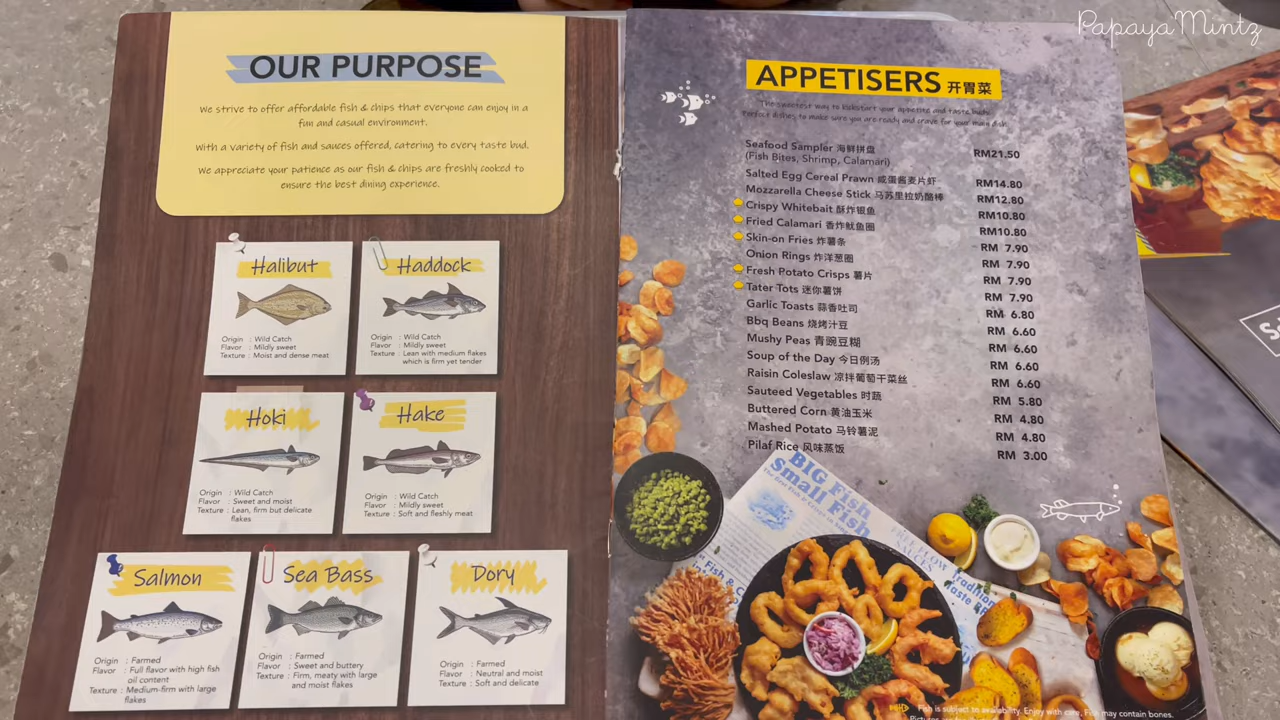 PapayaMintz
OUR PURPOSE
We strive to offer affordable fish & chips that everyone can enjoy in a
fun and casual environment.
With a variety of fish and sauces offered, catering to every taste bud.
We appreciate your patience as our fish & chips are freshly cooked to
ensure the best dining experience.
Halibut
Origin : Wild Catch
Flavor : Mildly sweet
Texture : Moist and dense meat
Haddock
Origin : Wild Catch
Flavor : Mildly sweet
Texture : Lean with medium flakes
which is firm yet tender
Hoki
Origin : Wild Catch
Flavor : Sweet and moist
Texture : Lean, firm but delicate
flakes
Hake
Origin : Wild Catch
Flavor : Mildly sweet
Texture : Soft and fleshly meat
Salmon
Origin : Farmed
Flavor : Full flavor with high fish
oil content
Texture : Medium-firm with large
flakes
Sea Bass
Origin : Farmed
Flavor : Sweet and buttery
Texture : Firm, meaty with large
and moist flakes
Dory
Origin : Farmed
Flavor : Neutral and moist
Texture : Soft and delicate
APPETISERS 开胃菜
The sweetest way to kickstart your appetite and taste buds.
Perfect dishes to make sure you are ready and crave for your main dish.
Seafood Sampler 海鲜拼盘 RM21.50
(Fish Bites, Shrimp, Calamari)
Salted Egg Cereal Prawn 咸蛋酱麦片虾 RM14.80
Mozzarella Cheese Stick 马苏里拉奶酪棒 RM12.80
Crispy Whitebait 酥炸银鱼 RM10.80
Fried Calamari 香炸鱿鱼圈 RM10.80
Skin-on Fries 炸薯条 RM 7.90
Onion Rings 炸洋葱圈 RM 7.90
Fresh Potato Crisps 薯片 RM 7.90
Tater Tots 迷你薯饼 RM 7.90
Garlic Toasts 蒜香吐司 RM 6.80
Bbq Beans 烧烤汁豆 RM 6.60
Mushy Peas 青豌豆糊 RM 6.60
Soup of the Day 今日例汤 RM 6.60
Raisin Coleslaw 凉拌葡萄干菜丝 RM 6.60
Sauteed Vegetables 时蔬 RM 5.80
Buttered Corn 黄油玉米 RM 4.80
Mashed Potato 马铃薯泥 RM 4.80
Pilaf Rice 风味蒸饭 RM 3.00
BIG Fish
Small Fish
Fish is subject to availability. Enjoy with care, Fish may contain bones.